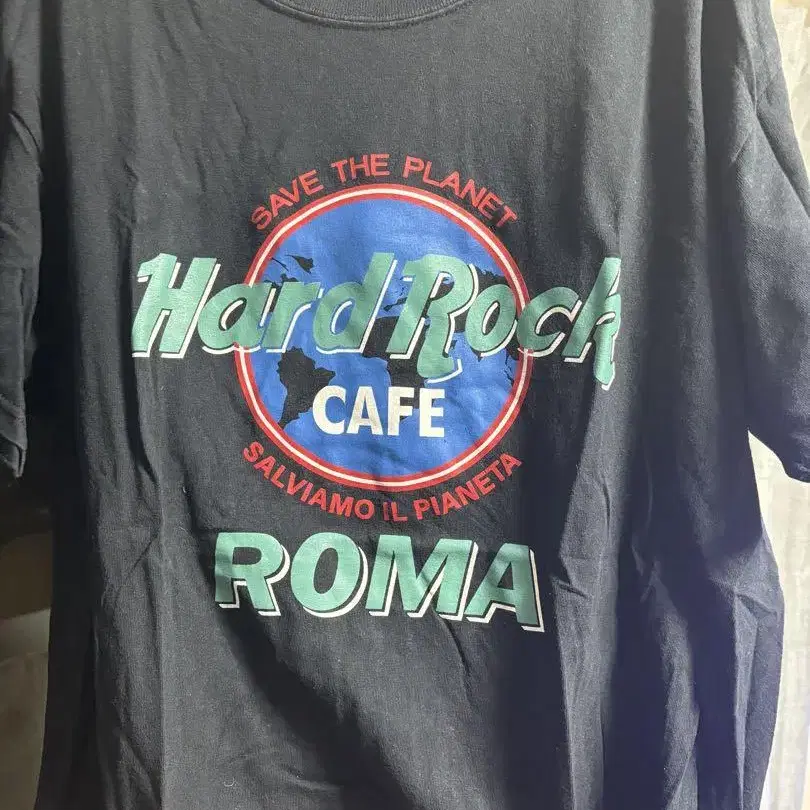 SAVE THE PLANET
Hard Rock
CAFE
SALVIAMO IL PIANETA
ROMA